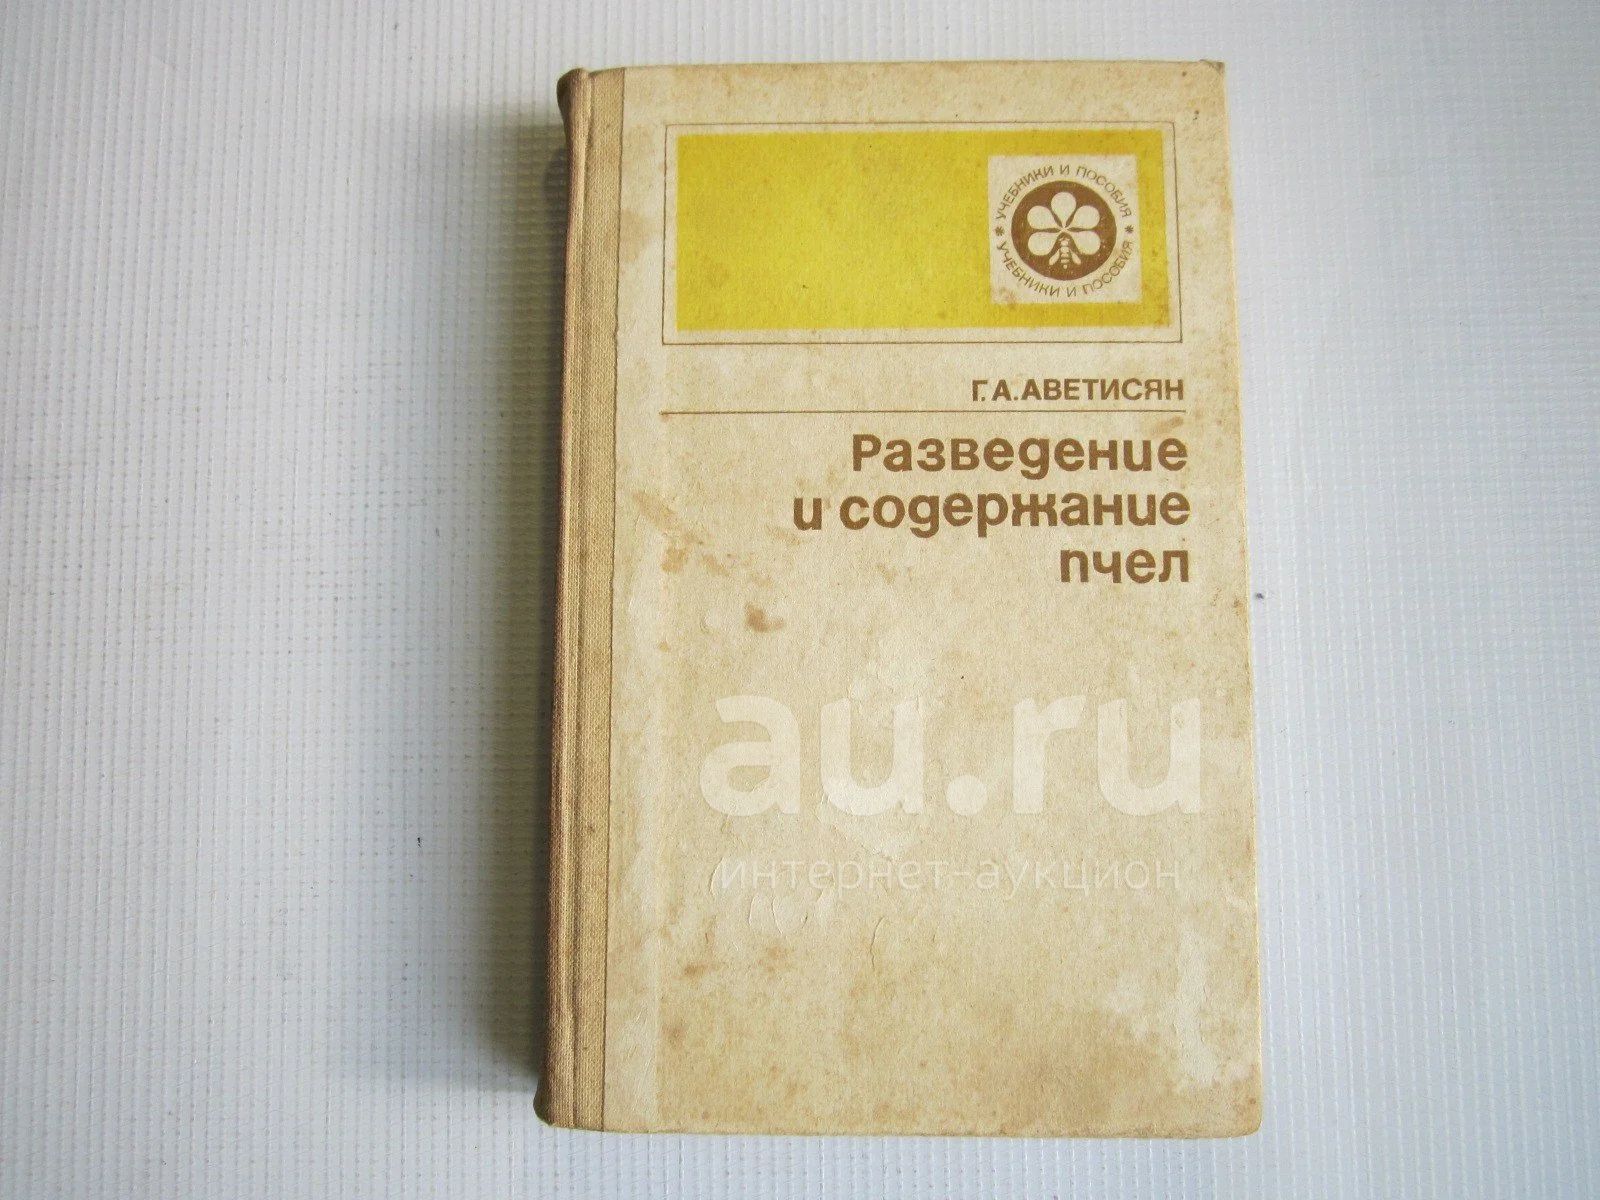 УЧЕБНИКИ И ПОСОБИЯ * УЧЕБНИКИ И ПОСОБИЯ *
Г. А. АВЕТИСЯН
Разведение
и содержание
пчел
au.ru
интернет-аукцион